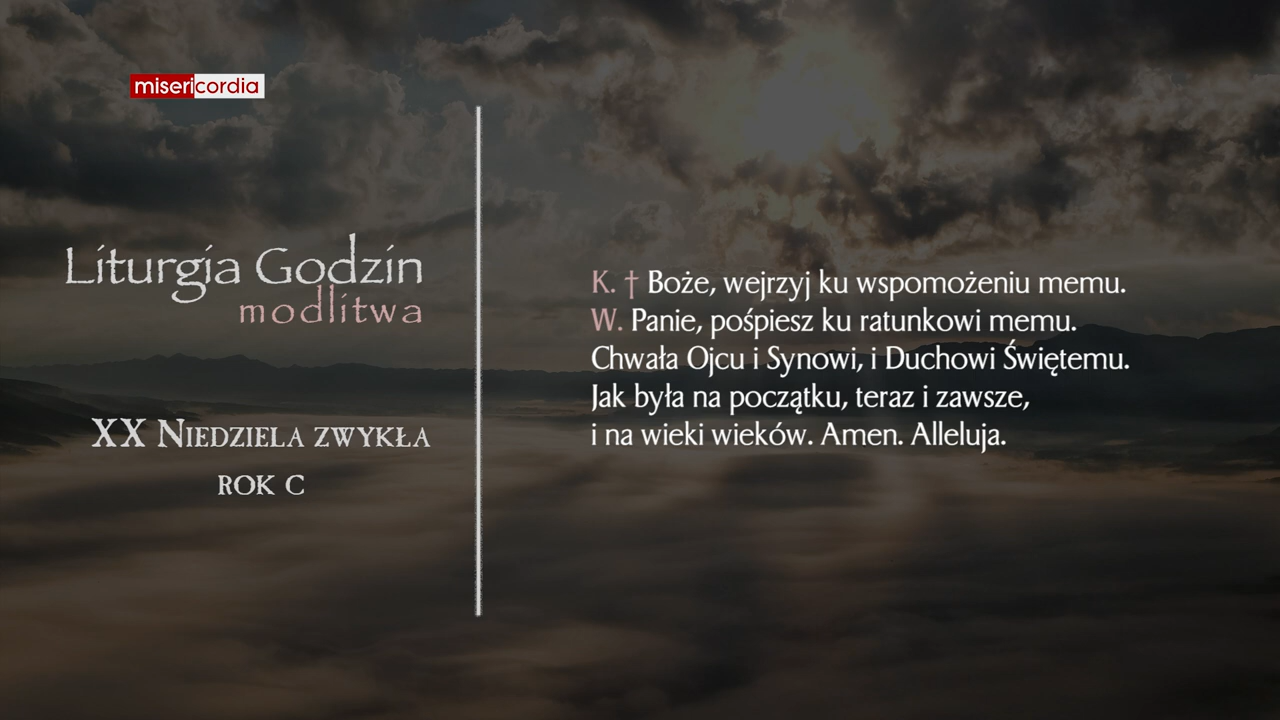 misericordia
Liturgia Godzin
modlitwa
XX Niedziela zwykła
rok C
K. † Boże, wejrzyj ku wspomożeniu memu.
W. Panie, pośpiesz ku ratunkowi memu.
Chwała Ojcu i Synowi, i Duchowi Świętemu.
Jak była na początku, teraz i zawsze,
i na wieki wieków. Amen. Alleluja.